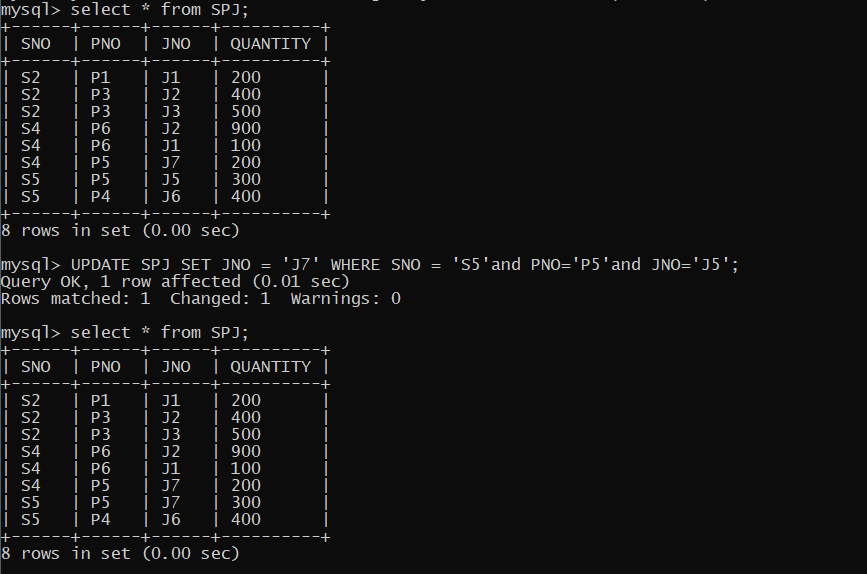 mysql> select * from SPJ;
+------+------+------+----------+
| SNO  | PNO  | JNO  | QUANTITY |
+------+------+------+----------+
| S2   | P1   | J1   | 200      |
| S2   | P3   | J2   | 400      |
| S2   | P3   | J3   | 500      |
| S4   | P6   | J2   | 900      |
| S4   | P6   | J1   | 100      |
| S4   | P5   | J7   | 200      |
| S5   | P5   | J5   | 300      |
| S5   | P4   | J6   | 400      |
+------+------+------+----------+
8 rows in set (0.00 sec)
mysql> UPDATE SPJ SET JNO = 'J7' WHERE SNO = 'S5'and PNO='P5'and JNO='J5';
Query OK, 1 row affected (0.01 sec)
Rows matched: 1  Changed: 1  Warnings: 0
mysql> select * from SPJ;
+------+------+------+----------+
| SNO  | PNO  | JNO  | QUANTITY |
+------+------+------+----------+
| S2   | P1   | J1   | 200      |
| S2   | P3   | J2   | 400      |
| S2   | P3   | J3   | 500      |
| S4   | P6   | J2   | 900      |
| S4   | P6   | J1   | 100      |
| S4   | P5   | J7   | 200      |
| S5   | P5   | J7   | 300      |
| S5   | P4   | J6   | 400      |
+------+------+------+----------+
8 rows in set (0.00 sec)